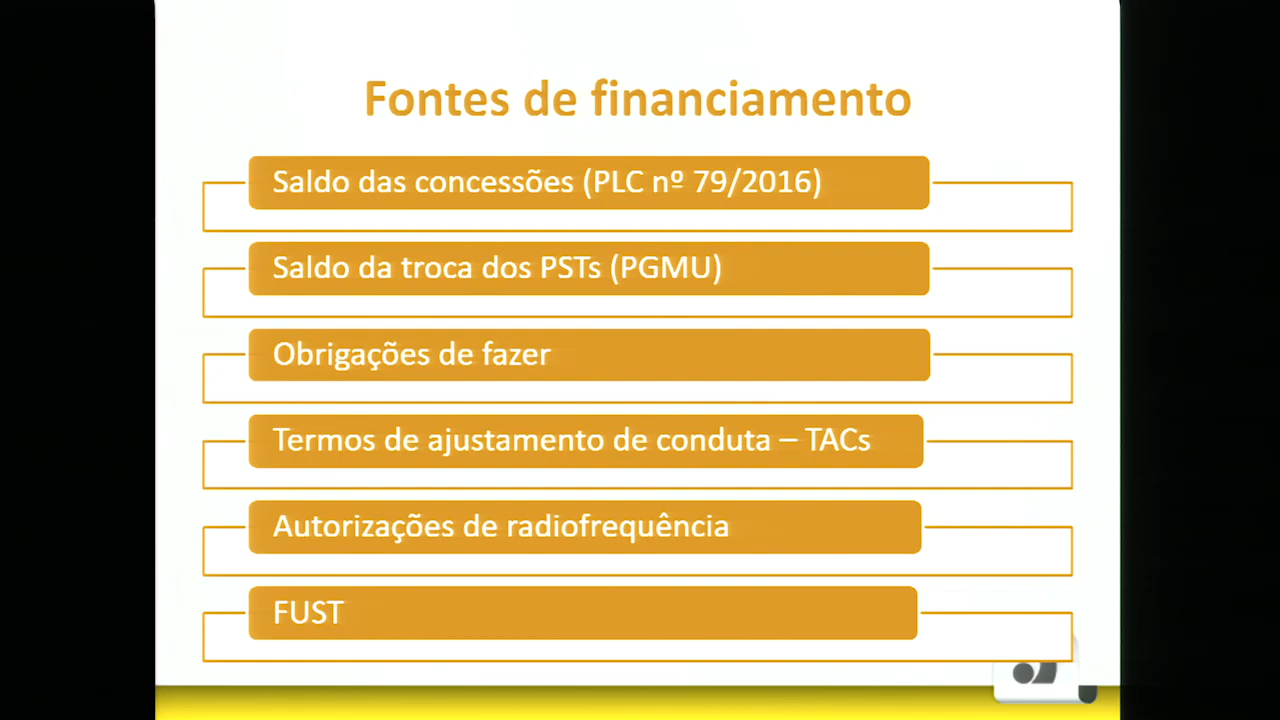 Fontes de financiamento
Saldo das concessões (PLC nº 79/2016)
Saldo da troca dos PSTs (PGMU)
Obrigações de fazer
Termos de ajustamento de conduta – TACs
Autorizações de radiofrequência
FUST